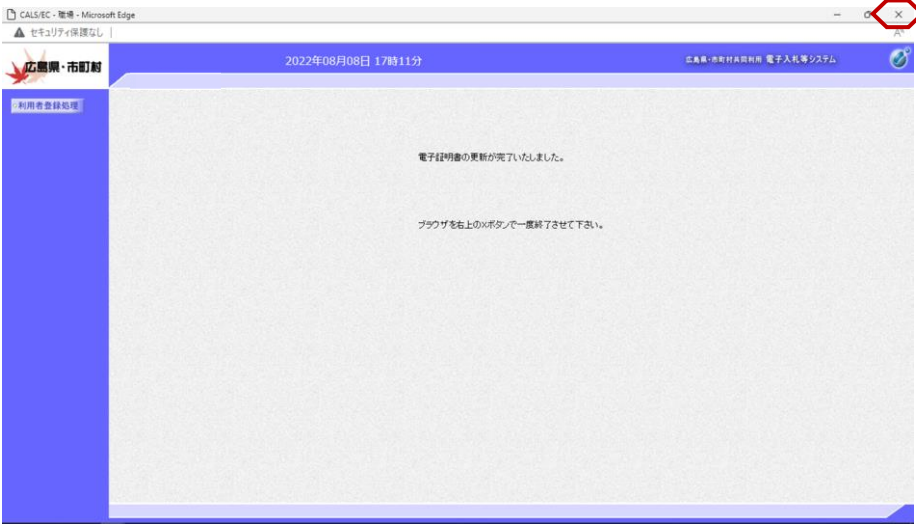 CALS/EC - 職場 - Microsoft Edge
セキュリティ保護なし
広島県・市町村
2022年08月08日 17時11分
広島県・市町村共同利用 電子入札等システム
利用者登録処理
電子証明書の更新が完了いたしました。
ブラウザを右上の×ボタンで一度終了させて下さい。